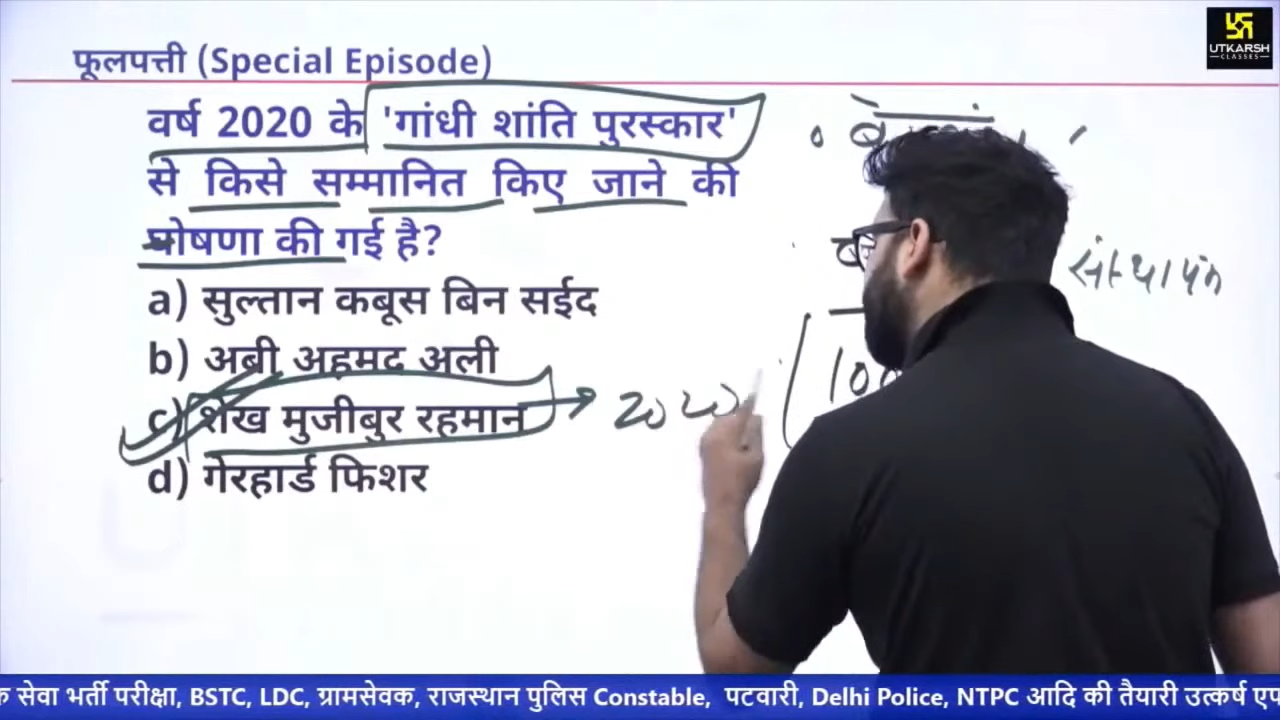 फूलपत्ती (Special Episode)
UTKARSH
CLASSES
वर्ष 2020 के 'गांधी शांति पुरस्कार'
से किसे सम्मानित किए जाने की
घोषणा की गई है?
a) सुल्तान कबूस बिन सईद
b) अबी अहमद अली
c) शेख मुजीबुर रहमान
2020
d) गेरहार्ड फिशर
सेवा भर्ती परीक्षा, BSTC, LDC, ग्रामसेवक, राजस्थान पुलिस Constable, पटवारी, Delhi Police, NTPC आदि की तैयारी उत्कर्ष